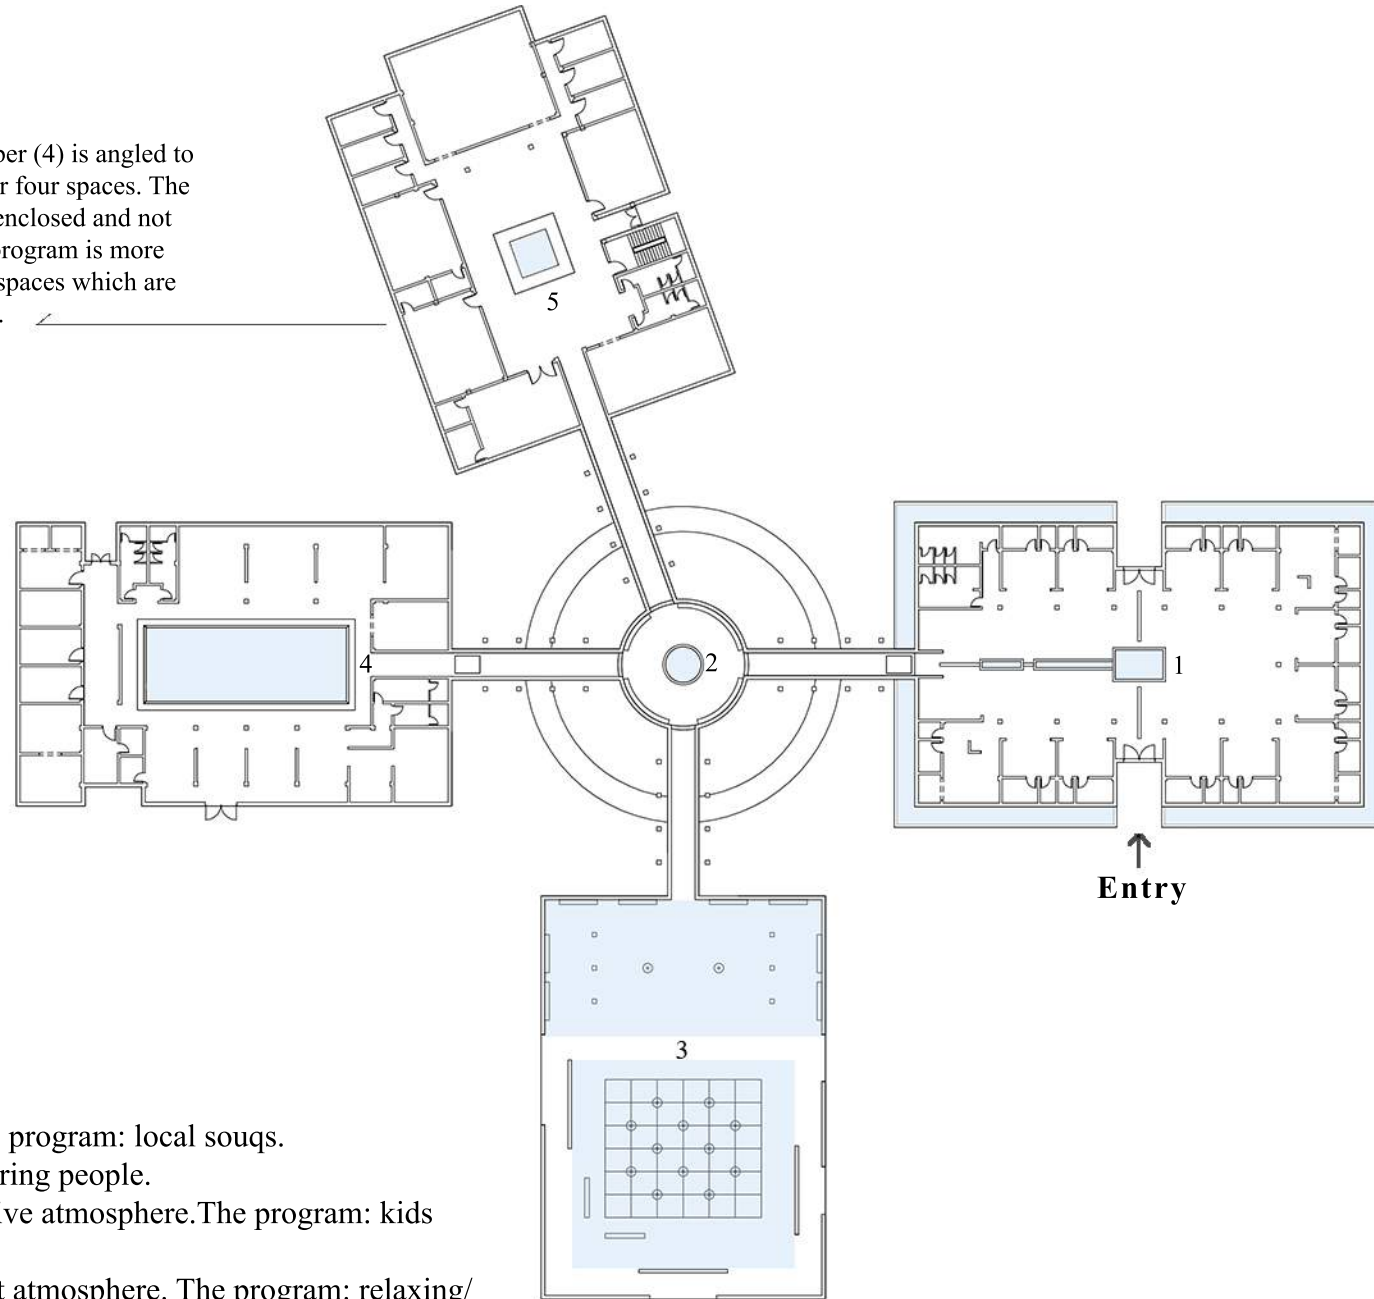 per (4) is angled to
r four spaces. The
enclosed and not
program is more
spaces which are
.
5
4
2
1
Entry
3
program: local souqs.
ring people.
ive atmosphere.The program: kids
t atmosphere. The program: relaxing/